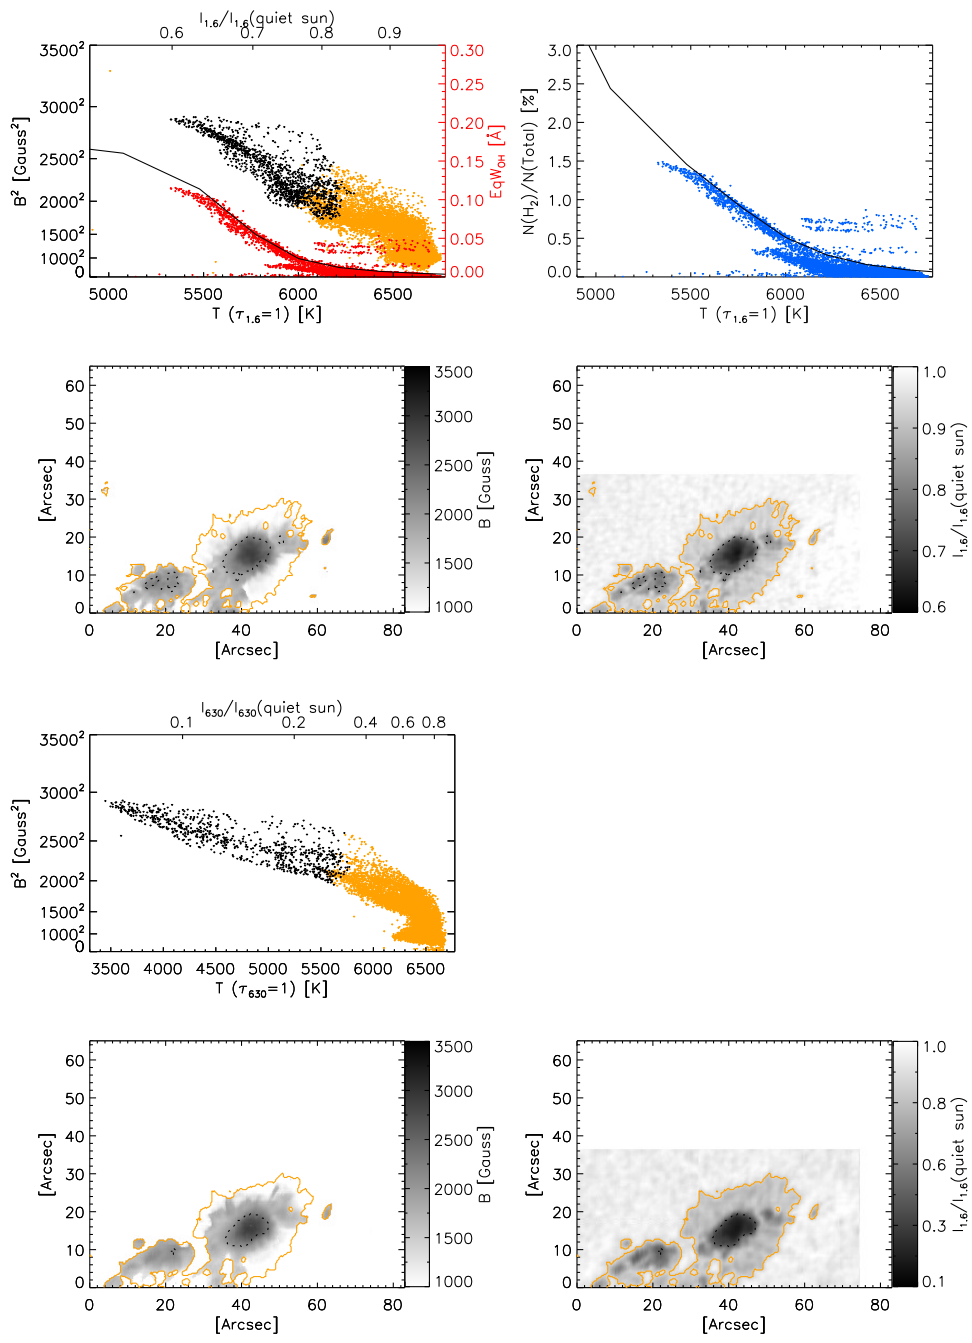 I1.6/I1.6(quiet sun)
0.6 0.7 0.8 0.9
3500² 0.30 3.0
0.25 2.5
3000²
0.20 2.0
2500²
0.15 1.5
2000²
0.10 1.0
1500²
0.05 0.5
1000²
0 0.00 0.0
B² [Gauss²]
EqWOH [Å]
N(H2)/N(Total) [%]
5000 5500 6000 6500
T (τ1.6=1) [K]
5000 5500 6000 6500
T (τ1.6=1) [K]
60 3500
50 3000
40 2500
30 2000
20 1500
10 1000
0
[Arcsec]
B [Gauss]
0 20 40 60 80
[Arcsec]
60 1.0
50 0.9
40 0.8
30 0.7
20 0.6
10
0
[Arcsec]
I1.6/I1.6(quiet sun)
0 20 40 60 80
[Arcsec]
I630/I630(quiet sun)
0.1 0.2 0.4 0.6 0.8
3500²
3000²
2500²
2000²
1500²
1000²
0
B² [Gauss²]
3500 4000 4500 5000 5500 6000 6500
T (τ630=1) [K]
60 3500
50 3000
40 2500
30 2000
20 1500
10 1000
0
[Arcsec]
B [Gauss]
0 20 40 60 80
[Arcsec]
60 1.0
50 0.8
40 0.6
30 0.3
20 0.1
10
0
[Arcsec]
I1.6/I1.6(quiet sun)
0 20 40 60 80
[Arcsec]